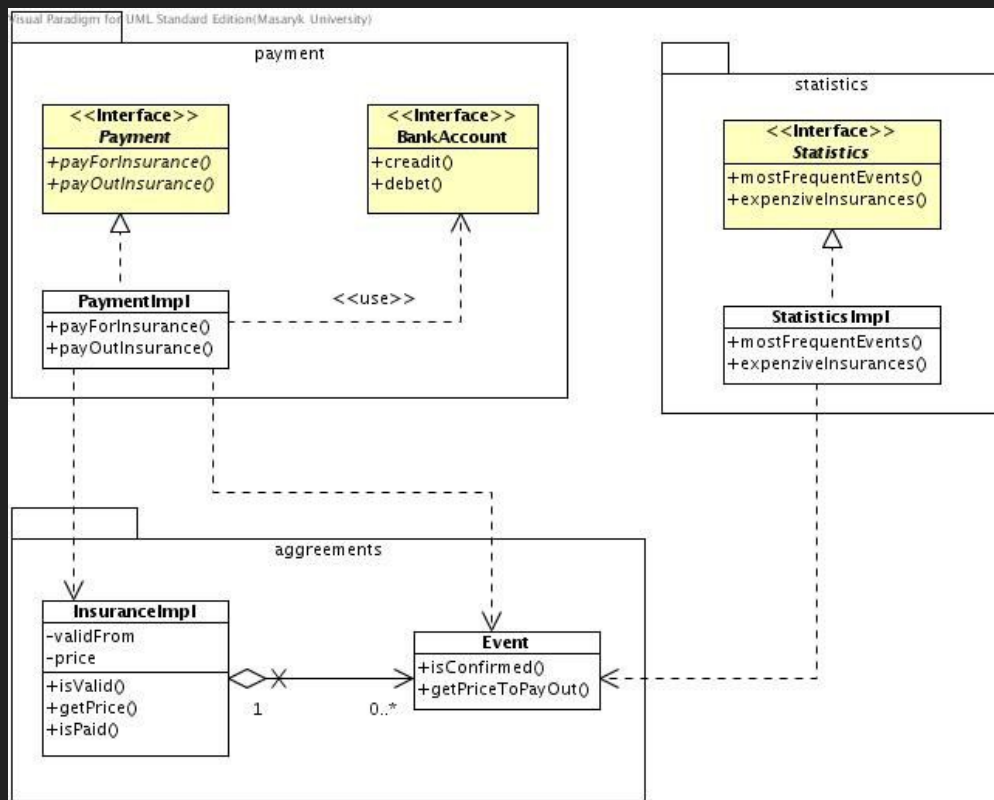 Visual Paradigm for UML Standard Edition(Masaryk University)
payment
<<Interface>>
Payment
+payForInsurance()
+payOutInsurance()
<<Interface>>
BankAccount
+creadit()
+debet()
PaymentImpl
+payForInsurance()
+payOutInsurance()
<<use>>
statistics
<<Interface>>
Statistics
+mostFrequentEvents()
+expenziveInsurances()
StatisticsImpl
+mostFrequentEvents()
+expenziveInsurances()
aggreements
InsuranceImpl
-validFrom
-price
+isValid()
+getPrice()
+isPaid()
1
0..*
Event
+isConfirmed()
+getPriceToPayOut()